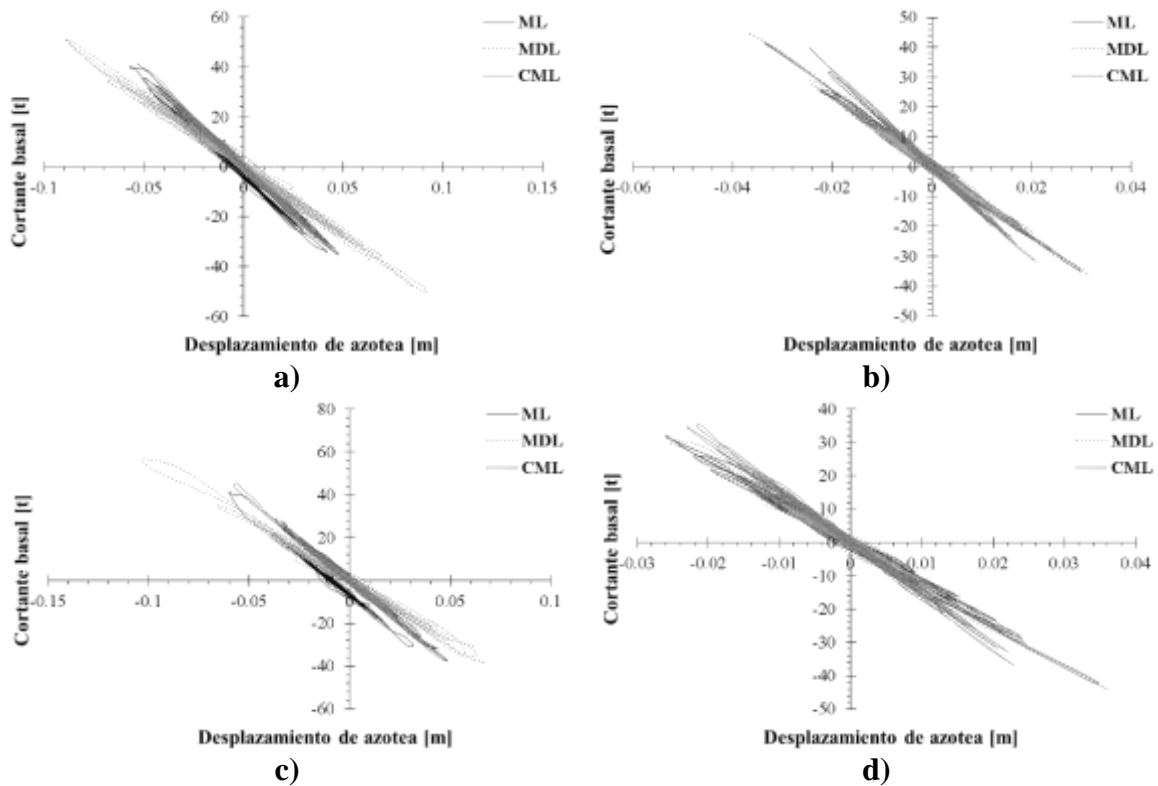 60
40
20
0
-20
-40
-60
-0.1
-0.05
0
0.05
0.1
0.15
Cortante basal [t]
Desplazamiento de azotea [m]
ML
MDL
CML
a)
50
40
30
20
10
0
-10
-20
-30
-40
-50
-0.06
-0.04
-0.02
0
0.02
0.04
Cortante basal [t]
Desplazamiento de azotea [m]
ML
MDL
CML
b)
80
60
40
20
0
-20
-40
-60
-0.15
-0.1
-0.05
0
0.05
0.1
Cortante basal [t]
Desplazamiento de azotea [m]
ML
MDL
CML
c)
40
30
20
10
0
-10
-20
-30
-40
-50
-0.03
-0.02
-0.01
0
0.01
0.02
0.03
0.04
Cortante basal [t]
Desplazamiento de azotea [m]
ML
MDL
CML
d)